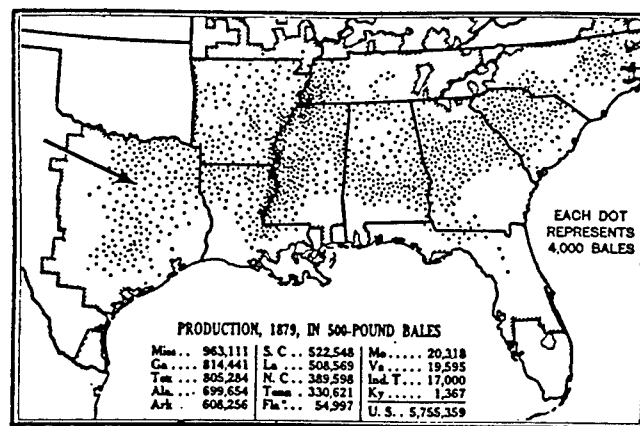 EACH DOT
REPRESENTS
4,000 BALES
PRODUCTION, 1879, IN 500-POUND BALES
Miss.. 963,111
Ga.... 814,441
Tex... 805,284
Ala... 699,654
Ark. 608,256
S. C.. 522,548
La... 508,569
N. C.. 389,598
Tenn. 330,621
Fla... 54,997
Mo..... 20,318
Va..... 19,595
Ind. T... 17,000
Ky..... 1,367
U. S.. 5,755,359